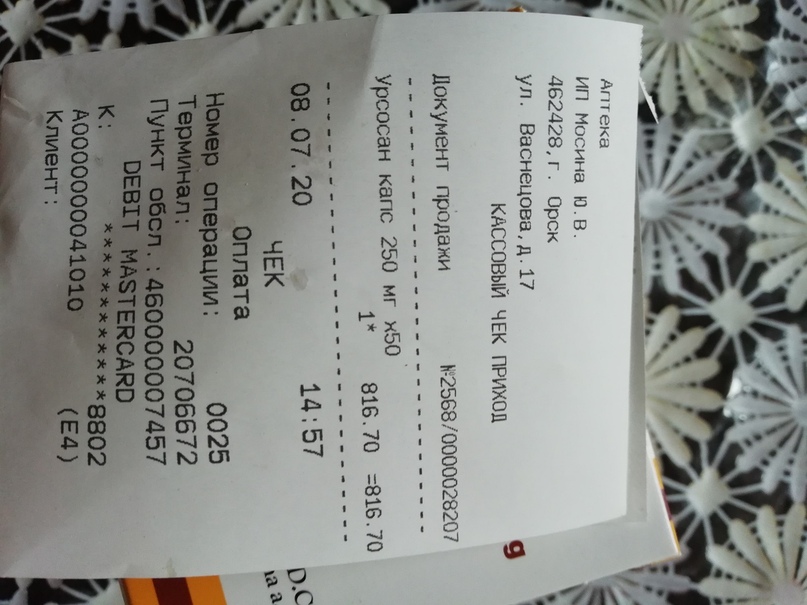 Аптека
ИП Мосина Ю.В.
462428,г. Орск
ул. Васнецова,д.17
КАССОВЫЙ ЧЕК ПРИХОД
Документ продажи №2568/0000028207
Урсосан капс 250 мг x50
1* 816.70 =816.70
08.07.20 14:57
ЧЕК
Оплата
Номер операции: 0025
Терминал: 20706672
Пункт обсл.:460000007457
DEBIT MASTERCARD
К: ************8802
A0000000041010 (E4)
Клиент:
g
D.C